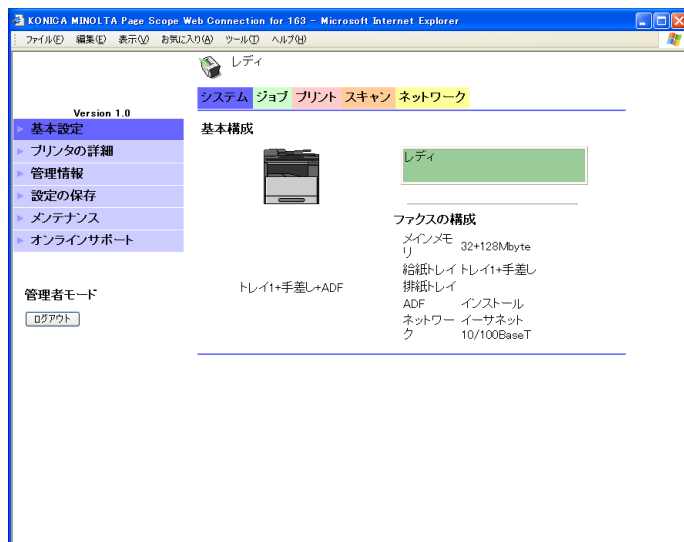 KONICA MINOLTA Page Scope Web Connection for 163 - Microsoft Internet Explorer
ファイル(F) 編集(E) 表示(V) お気に入り(A) ツール(T) ヘルプ(H)
レディ
システム ジョブ プリント スキャン ネットワーク
Version 1.0
基本設定
プリンタの詳細
管理情報
設定の保存
メンテナンス
オンラインサポート
管理者モード
ログアウト
基本構成
レディ
トレイ1+手差し+ADF
ファクスの構成
メインメモ
リ 32+128Mbyte
給紙トレイ トレイ1+手差し
排紙トレイ
ADF インストール
ネットワー イーサネット
ク 10/100BaseT